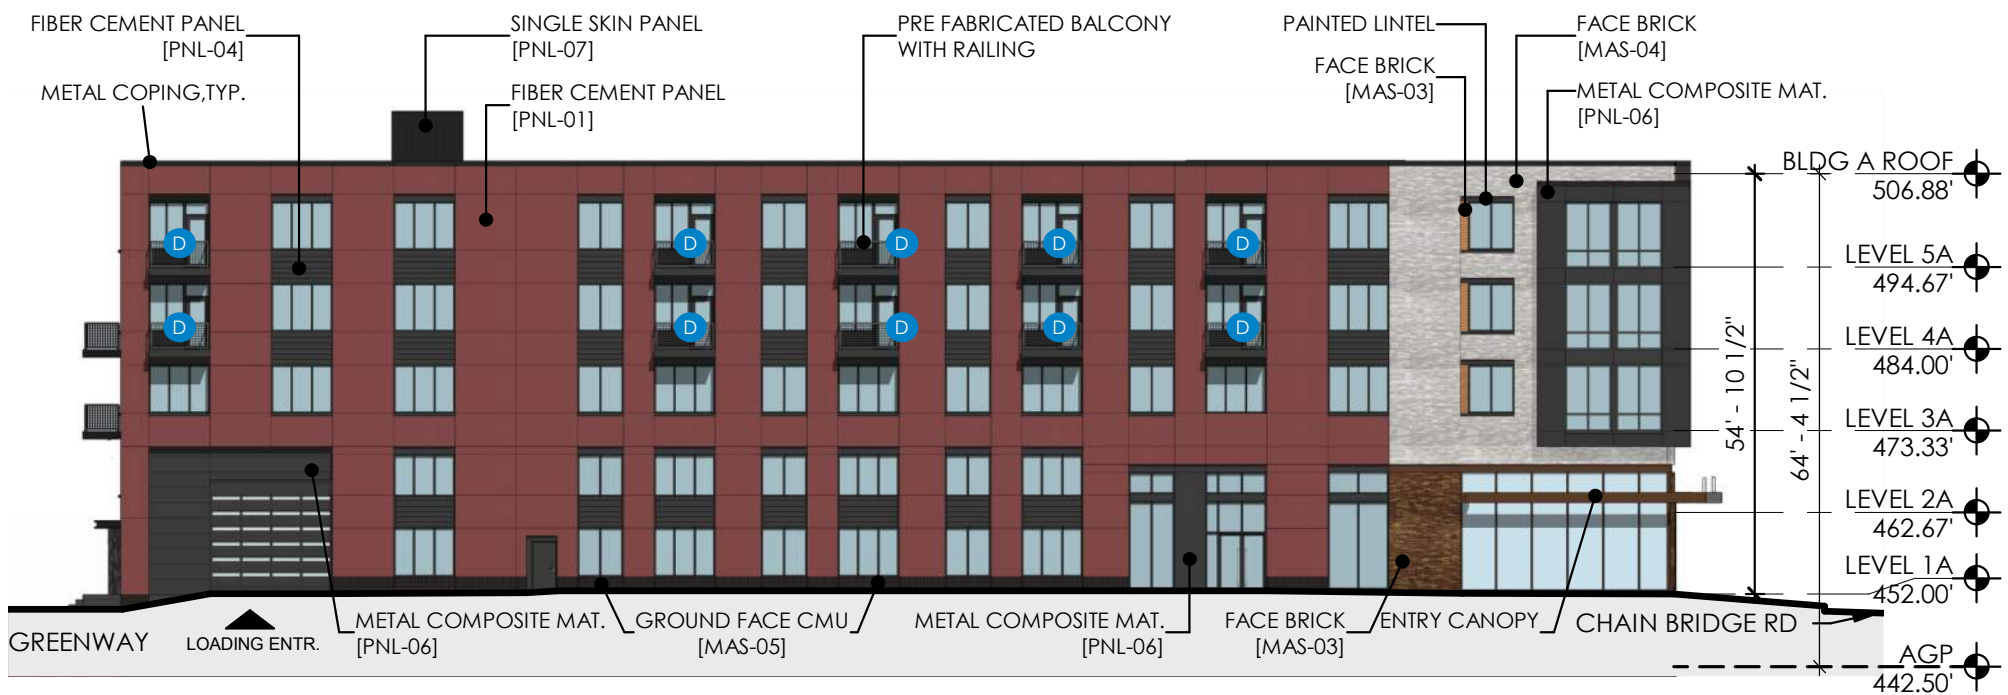 FIBER CEMENT PANEL
[PNL-04]
SINGLE SKIN PANEL
[PNL-07]
PRE FABRICATED BALCONY
WITH RAILING
PAINTED LINTEL
FACE BRICK
[MAS-04]
FACE BRICK
[MAS-03]
METAL COPING,TYP.
FIBER CEMENT PANEL
[PNL-01]
METAL COMPOSITE MAT.
[PNL-06]
BLDG A ROOF
506.88'
D
D
D
D
D
LEVEL 5A
494.67'
D
D
D
D
D
LEVEL 4A
484.00'
54' - 10 1/2"
64' - 4 1/2"
LEVEL 3A
473.33'
LEVEL 2A
462.67'
LEVEL 1A
452.00'
GREENWAY
LOADING ENTR.
METAL COMPOSITE MAT.
[PNL-06]
GROUND FACE CMU
[MAS-05]
METAL COMPOSITE MAT.
[PNL-06]
FACE BRICK
[MAS-03]
ENTRY CANOPY
CHAIN BRIDGE RD
AGP
442.50'